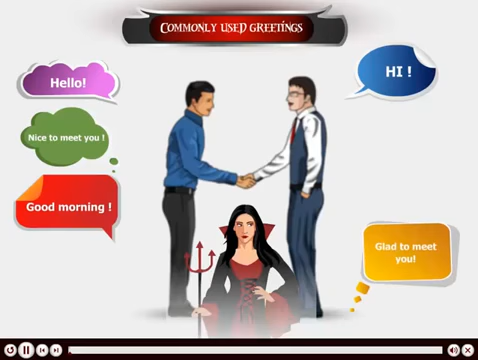 COMMONLY USED GREETINGS
Hello!
HI !
Nice to meet you !
Good morning !
Glad to meet
you!